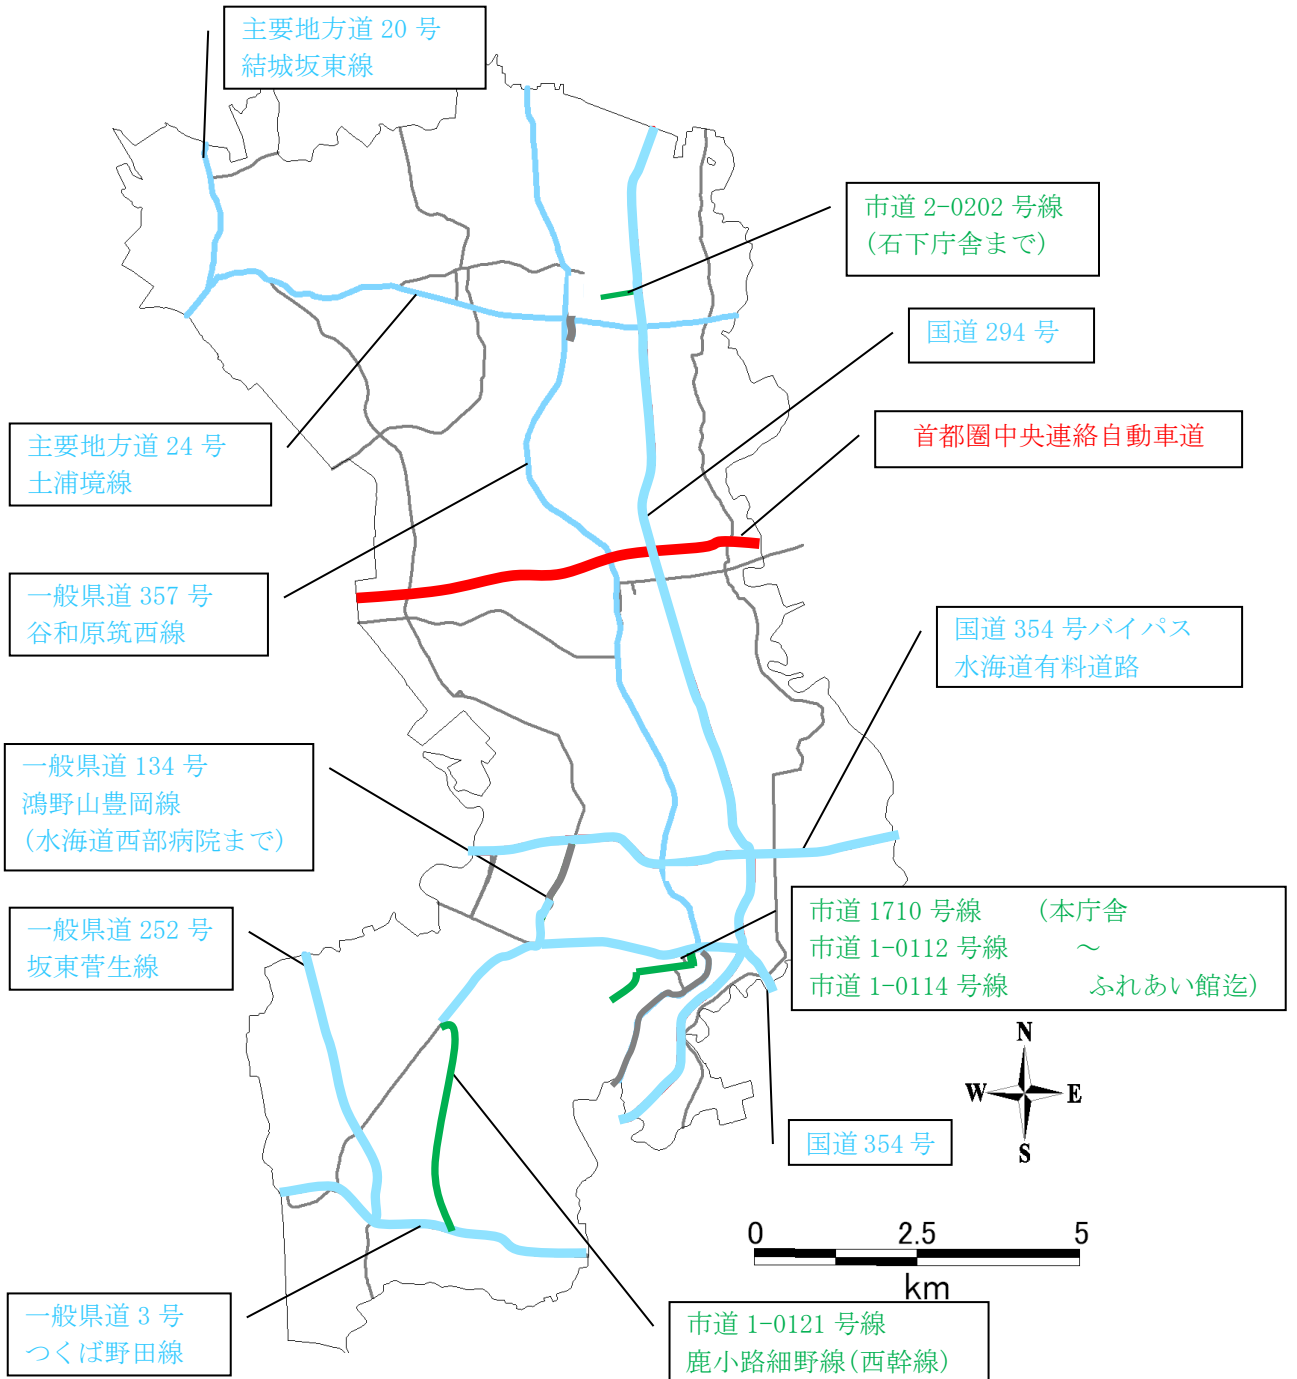 主要地方道 20 号
結城坂東線
市道 2-0202 号線
(石下庁舎まで)
国道 294 号
首都圏中央連絡自動車道
主要地方道 24 号
土浦境線
一般県道 357 号
谷和原筑西線
国道 354 号バイパス
水海道有料道路
一般県道 134 号
鴻野山豊岡線
(水海道西部病院まで)
市道 1710 号線 (本庁舎
市道 1-0112 号線 ～
市道 1-0114 号線 ふれあい館迄)
一般県道 252 号
坂東菅生線
N
W E
S
国道 354 号
0 2.5 5
km
一般県道 3 号
つくば野田線
市道 1-0121 号線
鹿小路細野線(西幹線)